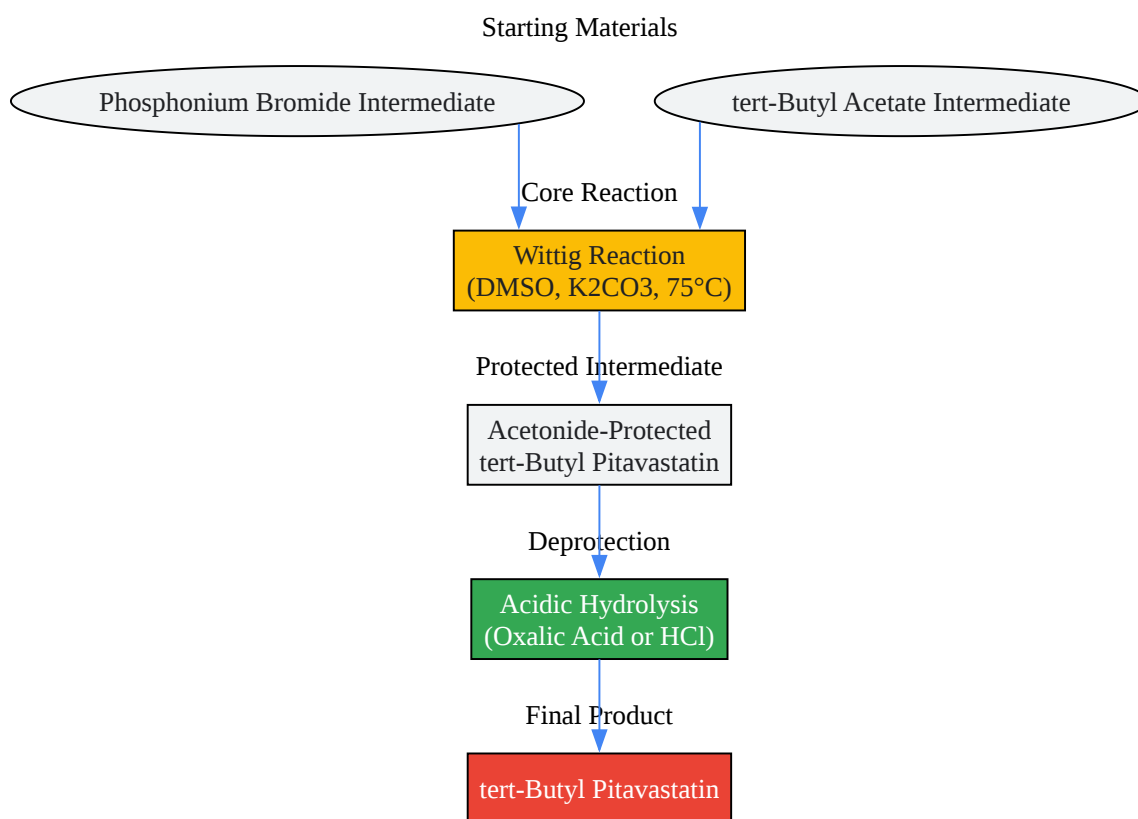 Starting Materials
Phosphonium Bromide Intermediate
tert-Butyl Acetate Intermediate
Core Reaction
Wittig Reaction
(DMSO, K2CO3, 75°C)
Protected Intermediate
Acetonide-Protected
tert-Butyl Pitavastatin
Deprotection
Acidic Hydrolysis
(Oxalic Acid or HCl)
Final Product
tert-Butyl Pitavastatin